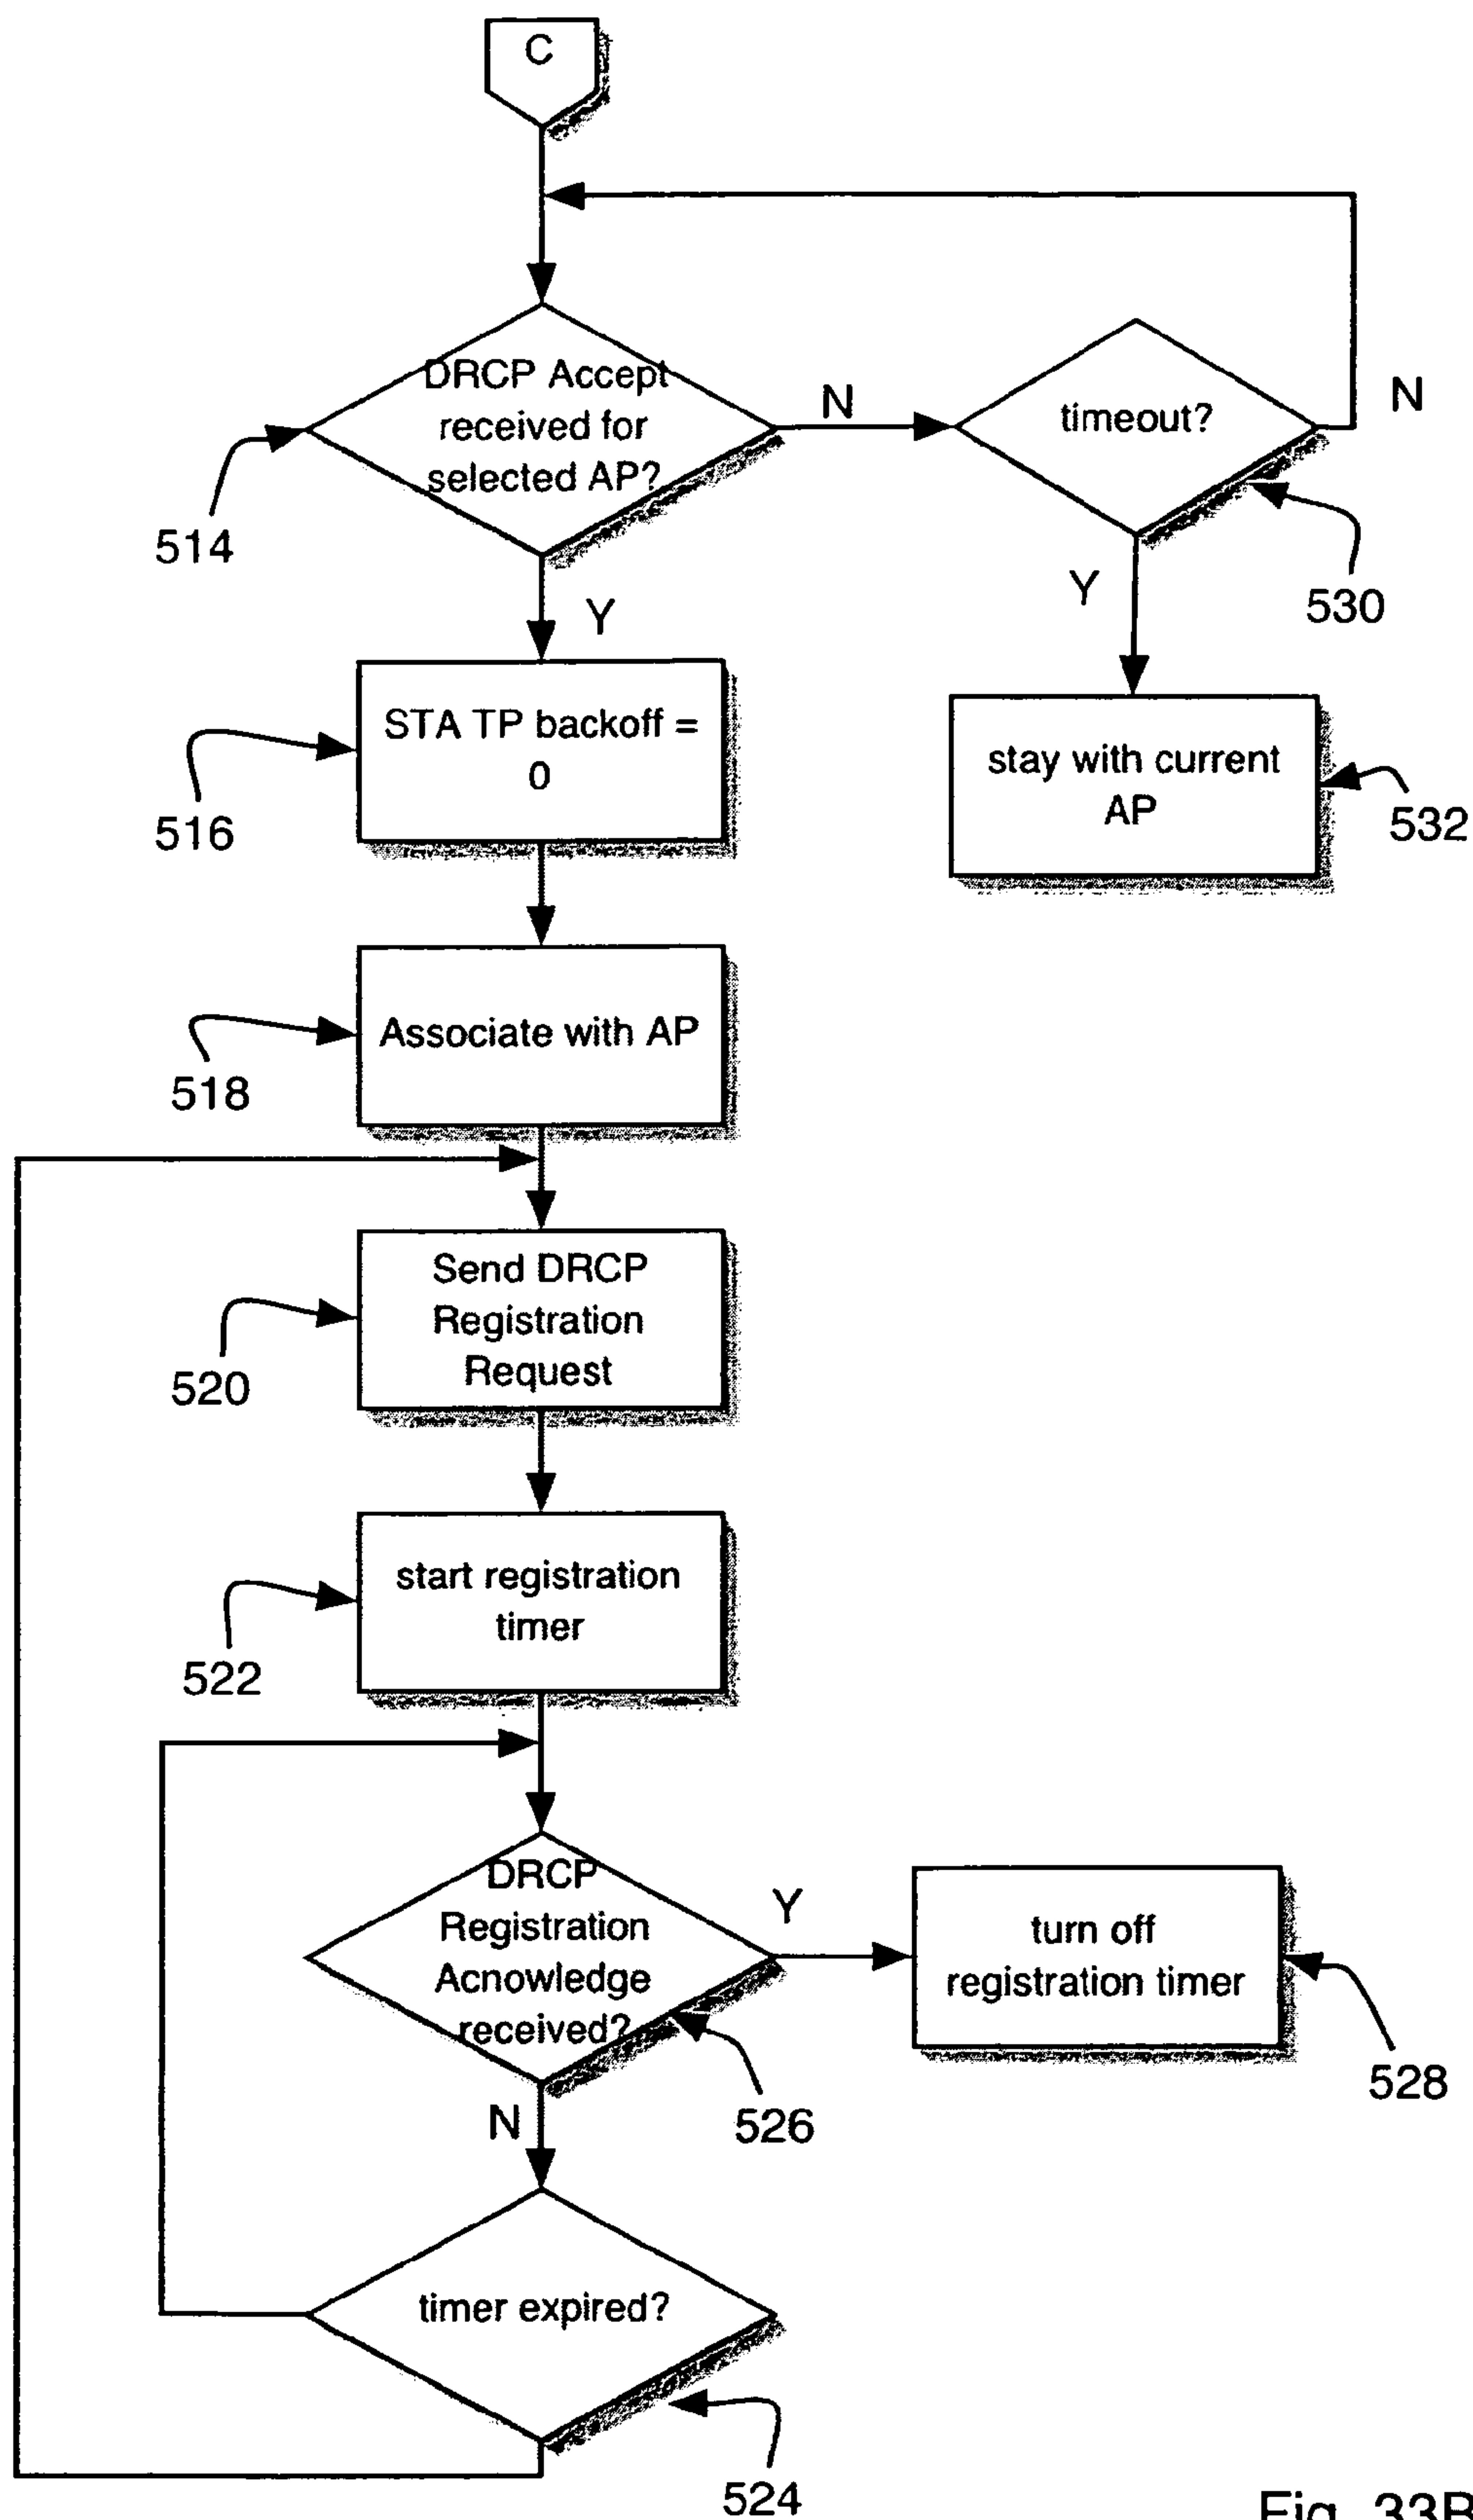 C
DRCP Accept
received for
selected AP?
N
timeout?
N
514
Y
Y
530
STA TP backoff =
0
516
stay with current
AP
532
Associate with AP
518
Send DRCP
Registration
Request
520
start registration
timer
522
DRCP
Registration
Acnowledge
received?
Y
turn off
registration timer
526
528
N
timer expired?
524
Fig. 33B